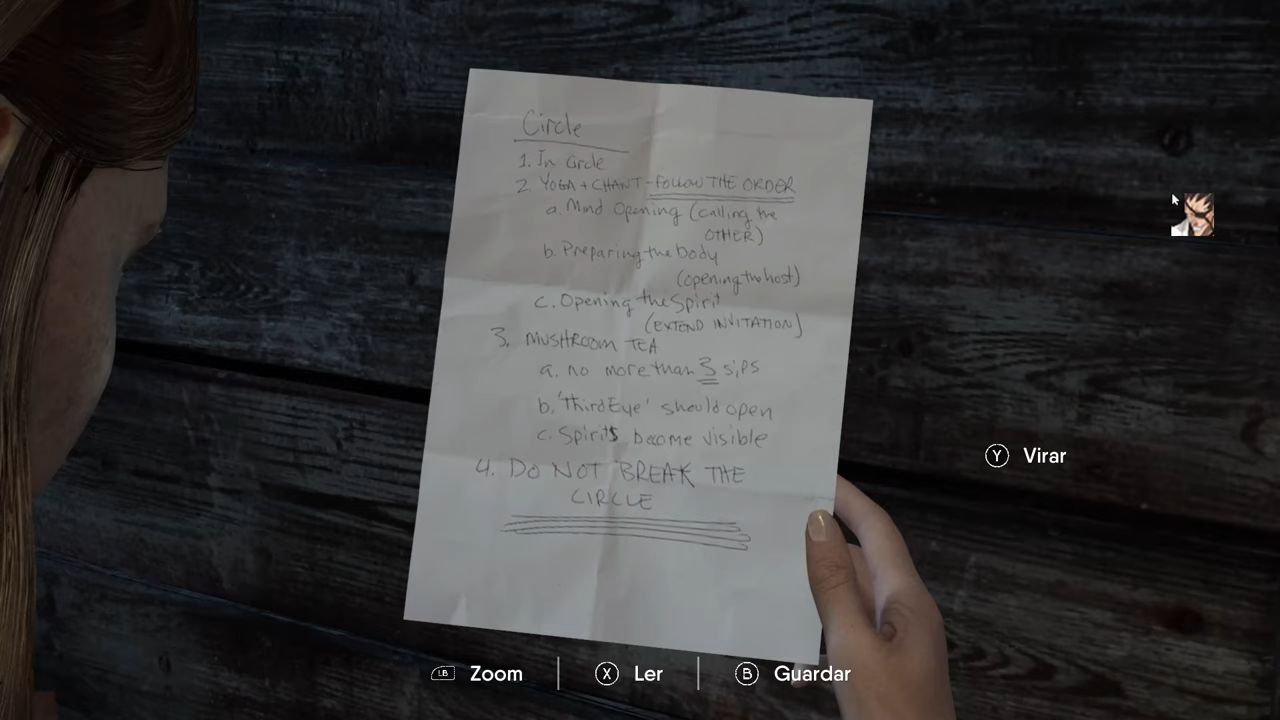 Circle
1. In Circle
2. YOGA + CHANT - FOLLOW THE ORDER
a. Mind Opening (calling the
OTHER)
b. Preparing the body
(opening the host)
c. Opening the Spirit
(EXTEND INVITATION)
3. MUSHROOM TEA
a. no more than 3 sips
b. 'Third Eye' should open
c. Spirits become visible
4. DO NOT BREAK THE
CIRCLE
Y Virar
LB Zoom X Ler B Guardar